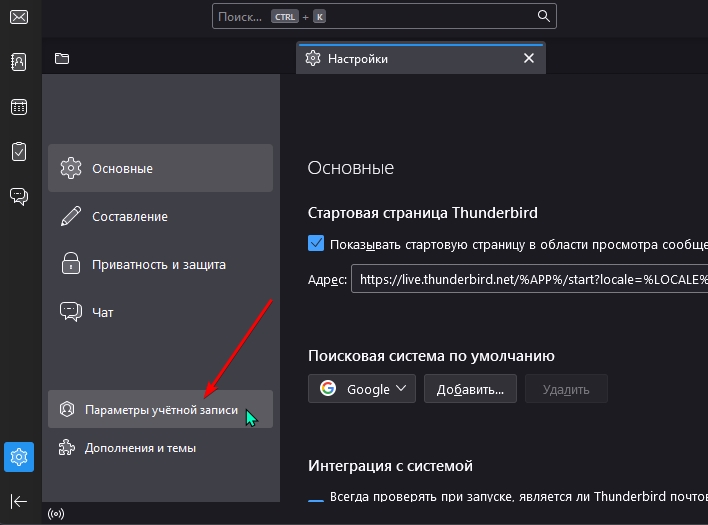 Поиск... CTRL + K
Настройки
Основные
Составление
Приватность и защита
Чат
Параметры учётной записи
Дополнения и темы
Основные
Стартовая страница Thunderbird
Показывать стартовую страницу в области просмотра сообще
Адрес: https://live.thunderbird.net/%APP%/start?locale=%LOCALE%
Поисковая система по умолчанию
Google Добавить... Удалить
Интеграция с системой
Всегда проверять при запуске, является ли Thunderbird почтов